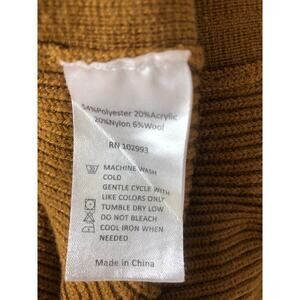 54%Polyester 20%Acrylic
20%Nylon 6%Wool
RN 102993
MACHINE WASH
COLD
GENTLE CYCLE WITH
LIKE COLORS ONLY
TUMBLE DRY LOW
DO NOT BLEACH
COOL IRON WHEN
NEEDED
Made in China